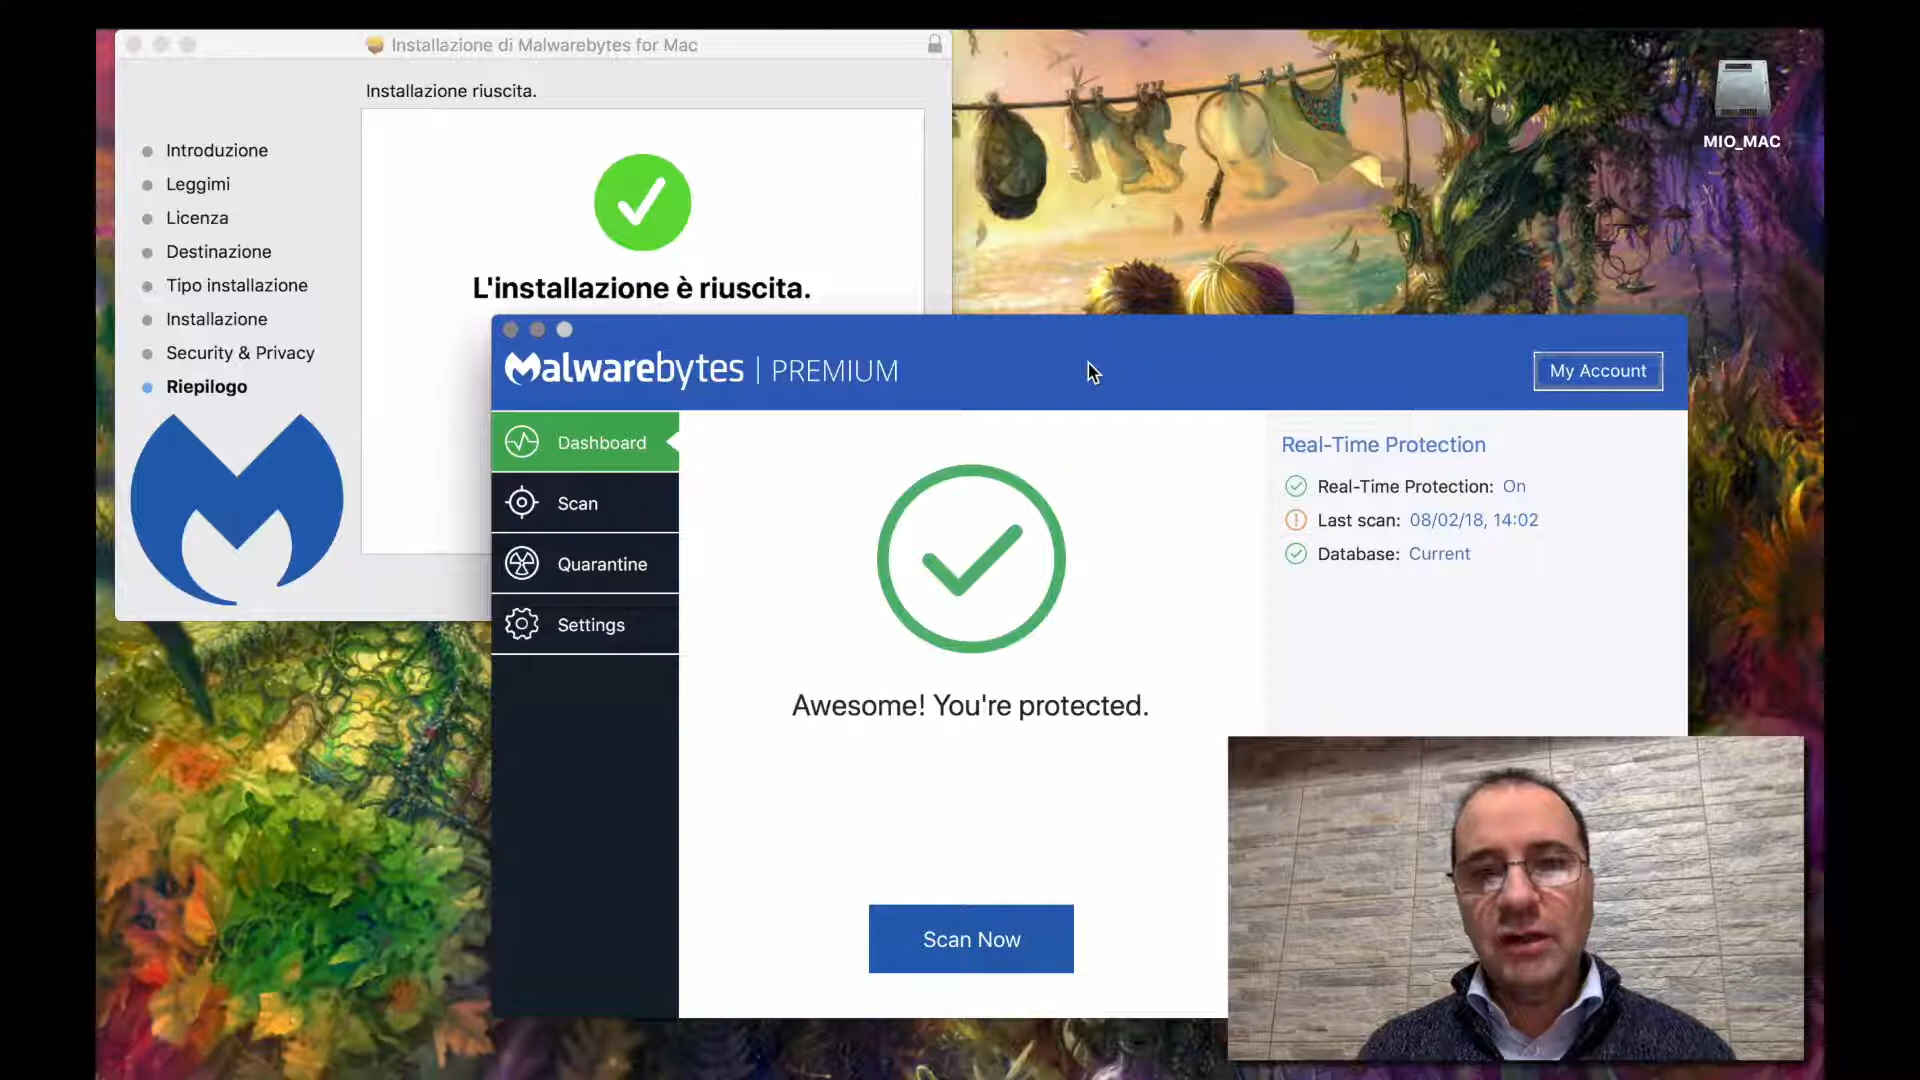 Installazione di Malwarebytes for Mac
Installazione riuscita.
Introduzione
Leggimi
Licenza
Destinazione
Tipo installazione
Installazione
Security & Privacy
Riepilogo
L'installazione è riuscita.
MIO_MAC
Malwarebytes | PREMIUM
My Account
Dashboard
Scan
Quarantine
Settings
Awesome! You're protected.
Scan Now
Real-Time Protection
Real-Time Protection: On
Last scan: 08/02/18, 14:02
Database: Current